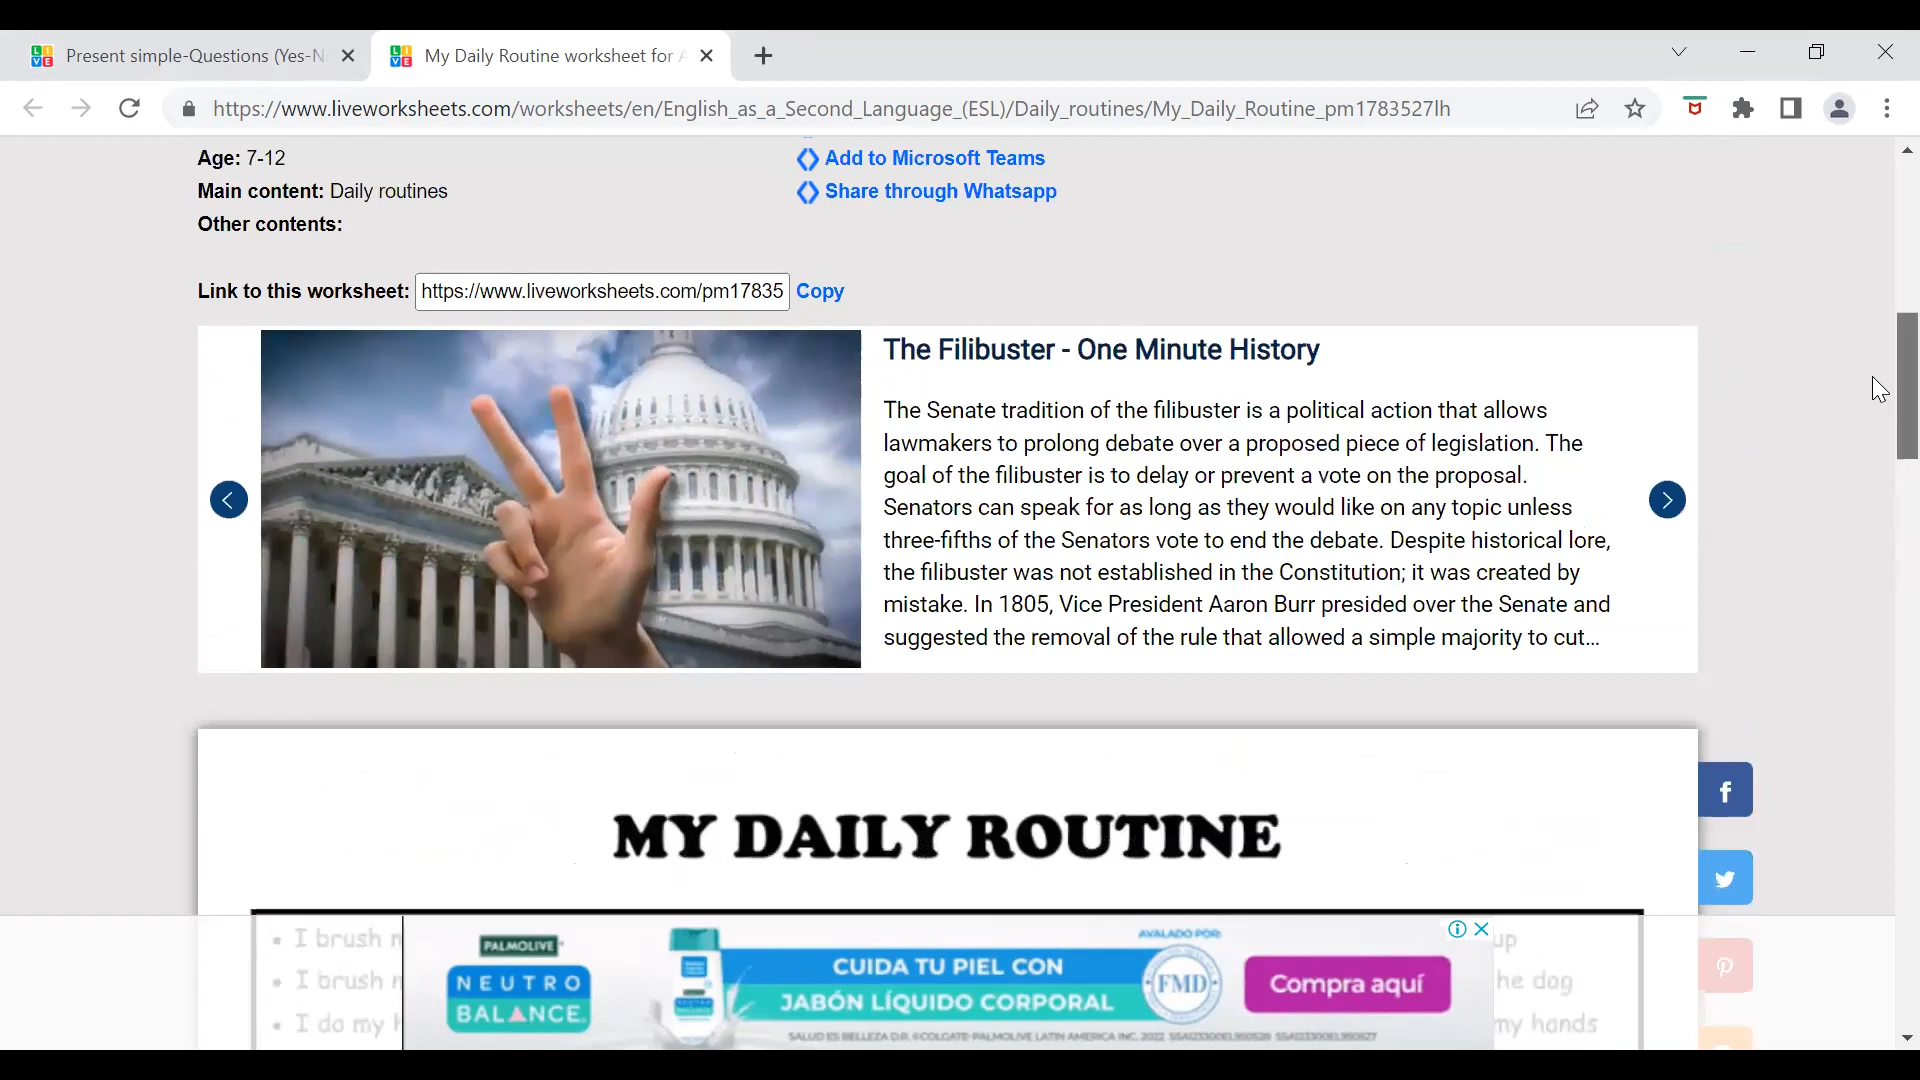 Present simple-Questions (Yes-N
My Daily Routine worksheet for
https://www.liveworksheets.com/worksheets/en/English_as_a_Second_Language_(ESL)/Daily_routines/My_Daily_Routine_pm1783527lh
Age: 7-12
Add to Microsoft Teams
Main content: Daily routines
Share through Whatsapp
Other contents:
Link to this worksheet: https://www.liveworksheets.com/pm17835 Copy
The Filibuster - One Minute History
The Senate tradition of the filibuster is a political action that allows
lawmakers to prolong debate over a proposed piece of legislation. The
goal of the filibuster is to delay or prevent a vote on the proposal.
Senators can speak for as long as they would like on any topic unless
three-fifths of the Senators vote to end the debate. Despite historical lore,
the filibuster was not established in the Constitution; it was created by
mistake. In 1805, Vice President Aaron Burr presided over the Senate and
suggested the removal of the rule that allowed a simple majority to cut...
MY DAILY ROUTINE
I brush
I brush
I do my
up
the dog
my hands
PALMOLIVE
NEUTRO
BALANCE
CUIDA TU PIEL CON
JABÓN LÍQUIDO CORPORAL
AVALADO POR:
FMD
Compra aquí